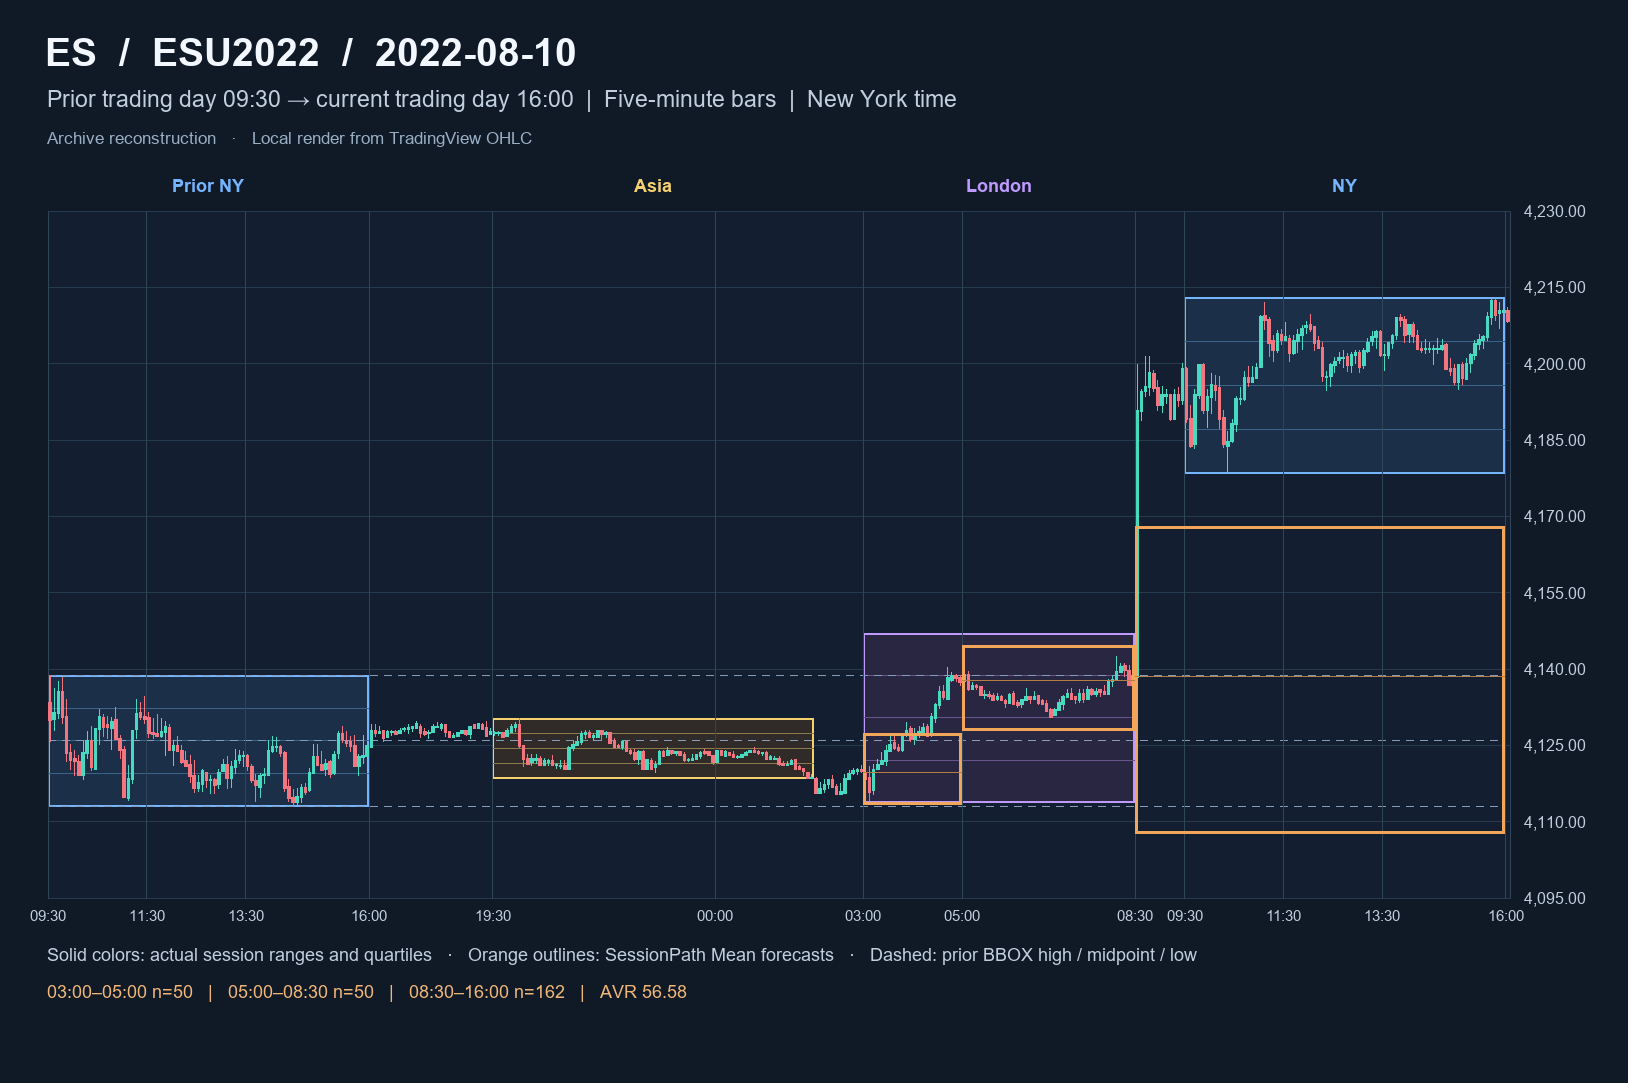 ES / ESU2022 / 2022-08-10
Prior trading day 09:30 → current trading day 16:00 | Five-minute bars | New York time
Archive reconstruction · Local render from TradingView OHLC
Prior NY Asia London NY
4,230.00
4,215.00
4,200.00
4,185.00
4,170.00
4,155.00
4,140.00
4,125.00
4,110.00
4,095.00
09:30 11:30 13:30 16:00 19:30 00:00 03:00 05:00 08:30 09:30 11:30 13:30 16:00
Solid colors: actual session ranges and quartiles · Orange outlines: SessionPath Mean forecasts · Dashed: prior BBOX high / midpoint / low
03:00–05:00 n=50 | 05:00–08:30 n=50 | 08:30–16:00 n=162 | AVR 56.58